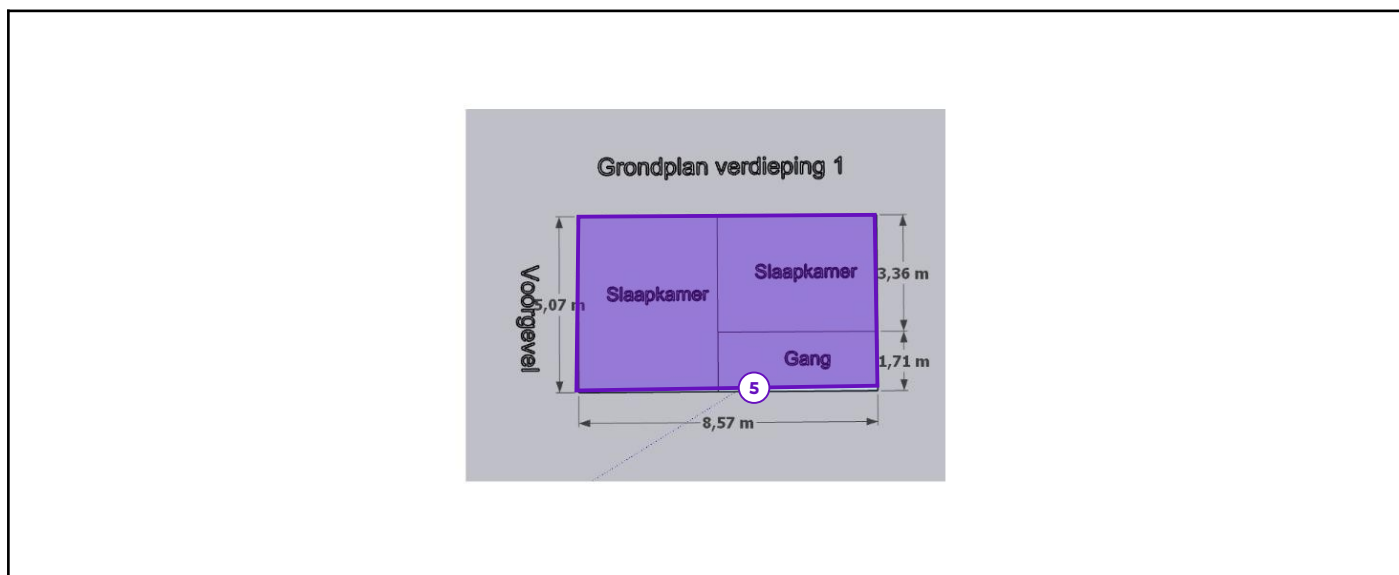 Grondplan verdieping 1
Slaapkamer
3,36 m
Slaapkamer
5,07 m
Voorgevel
Gang
1,71 m
5
8,57 m